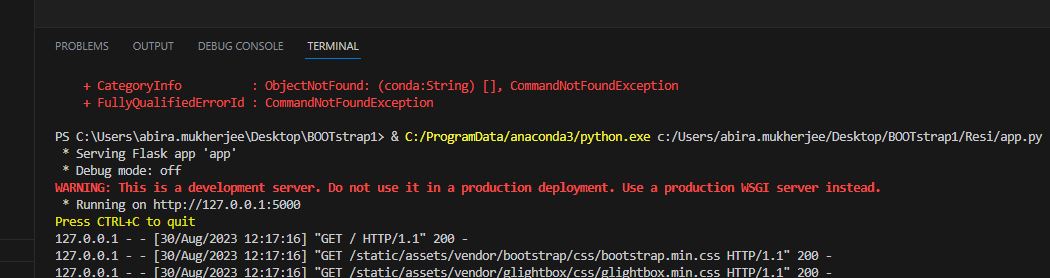 PROBLEMS OUTPUT DEBUG CONSOLE TERMINAL
+ CategoryInfo : ObjectNotFound: (conda:String) [], CommandNotFoundException
+ FullyQualifiedErrorId : CommandNotFoundException
PS C:\Users\abira.mukherjee\Desktop\BOOTstrap1> & C:/ProgramData/anaconda3/python.exe c:/Users/abira.mukherjee/Desktop/BOOTstrap1/Resi/app.py
* Serving Flask app 'app'
* Debug mode: off
WARNING: This is a development server. Do not use it in a production deployment. Use a production WSGI server instead.
* Running on http://127.0.0.1:5000
Press CTRL+C to quit
127.0.0.1 - - [30/Aug/2023 12:17:16] "GET / HTTP/1.1" 200 -
127.0.0.1 - - [30/Aug/2023 12:17:16] "GET /static/assets/vendor/bootstrap/css/bootstrap.min.css HTTP/1.1" 200 -
127.0.0.1 - - [30/Aug/2023 12:17:16] "GET /static/assets/vendor/glightbox/css/glightbox.min.css HTTP/1.1" 200 -